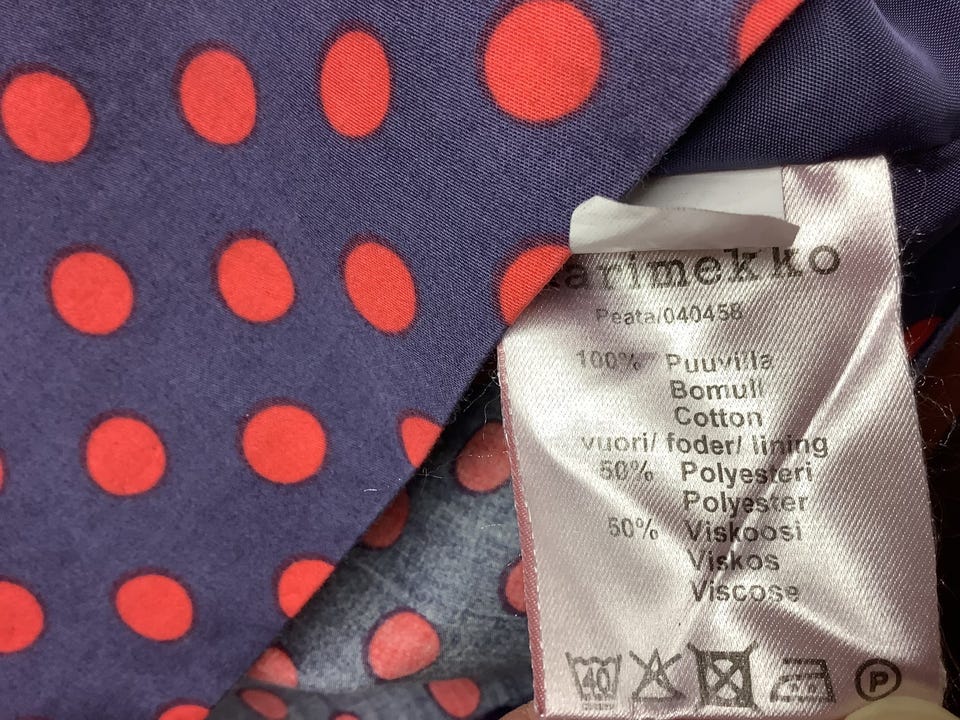 arimekko
Peata/040458
100% Puuvilla
Bomull
Cotton
vuori/ foder/ lining
50% Polyesteri
Polyester
50% Viskoosi
Viskos
Viscose
40 P